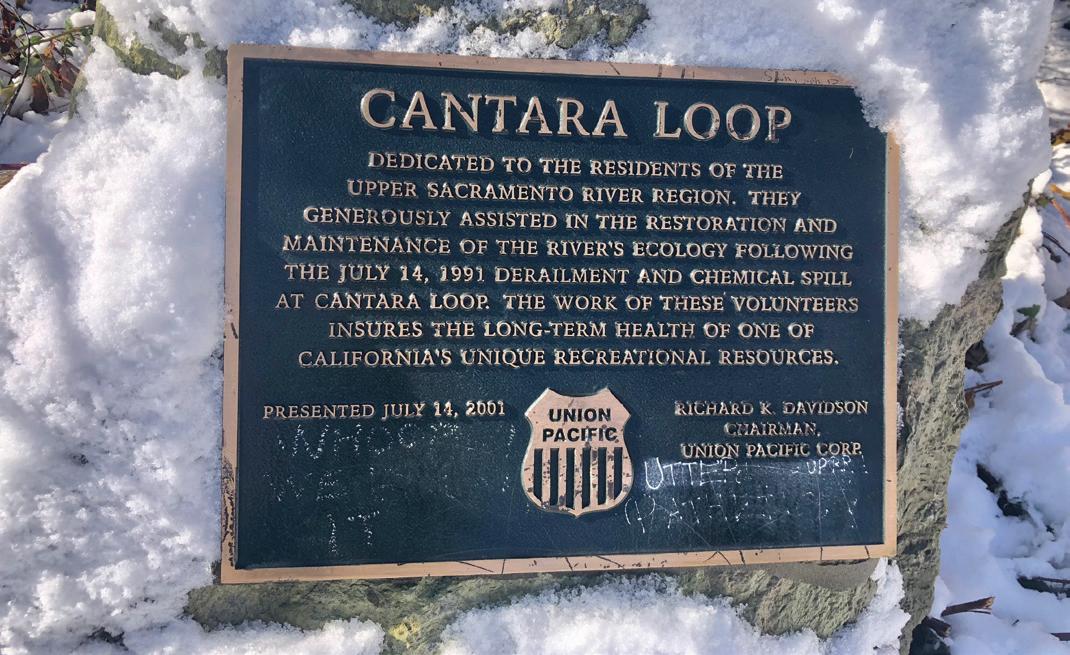 CANTARA LOOP
DEDICATED TO THE RESIDENTS OF THE
UPPER SACRAMENTO RIVER REGION. THEY
GENEROUSLY ASSISTED IN THE RESTORATION AND
MAINTENANCE OF THE RIVER'S ECOLOGY FOLLOWING
THE JULY 14, 1991 DERAILMENT AND CHEMICAL SPILL
AT CANTARA LOOP. THE WORK OF THESE VOLUNTEERS
INSURES THE LONG-TERM HEALTH OF ONE OF
CALIFORNIA'S UNIQUE RECREATIONAL RESOURCES.
PRESENTED JULY 14, 2001
UNION
PACIFIC
RICHARD K. DAVIDSON
CHAIRMAN,
UNION PACIFIC CORP.